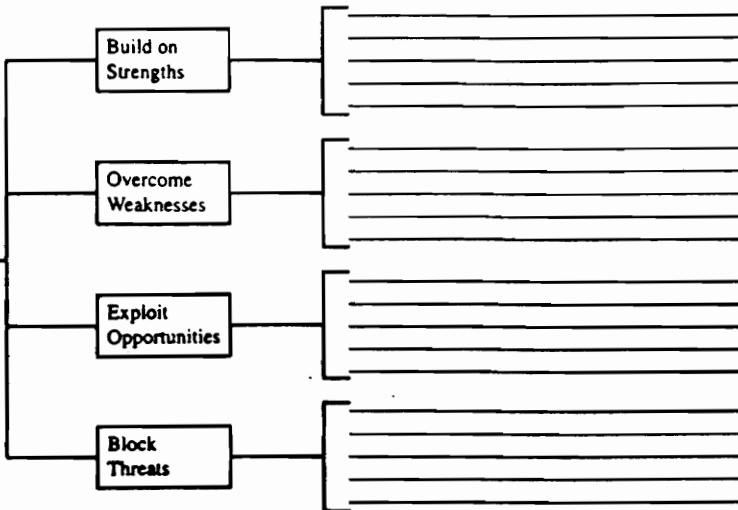 Build on
Strengths
Overcome
Weaknesses
Exploit
Opportunities
Block
Threats